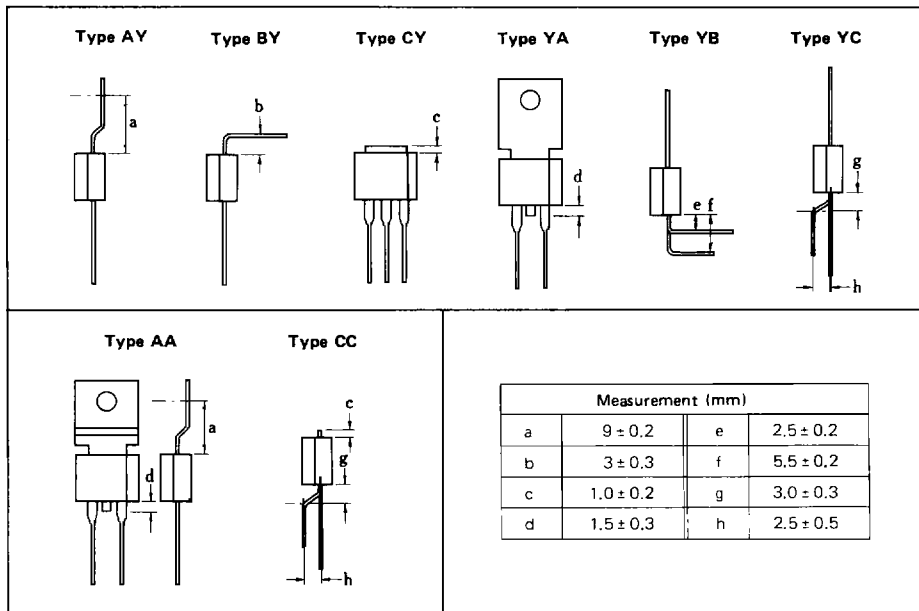 Type AY Type BY Type CY Type YA Type YB Type YC
a
b
c
d
e f
g
h
Type AA Type CC
a
d
c
g
h
Measurement (mm)
a 9 ± 0.2 e 2.5 ± 0.2
b 3 ± 0.3 f 5.5 ± 0.2
c 1.0 ± 0.2 g 3.0 ± 0.3
d 1.5 ± 0.3 h 2.5 ± 0.5